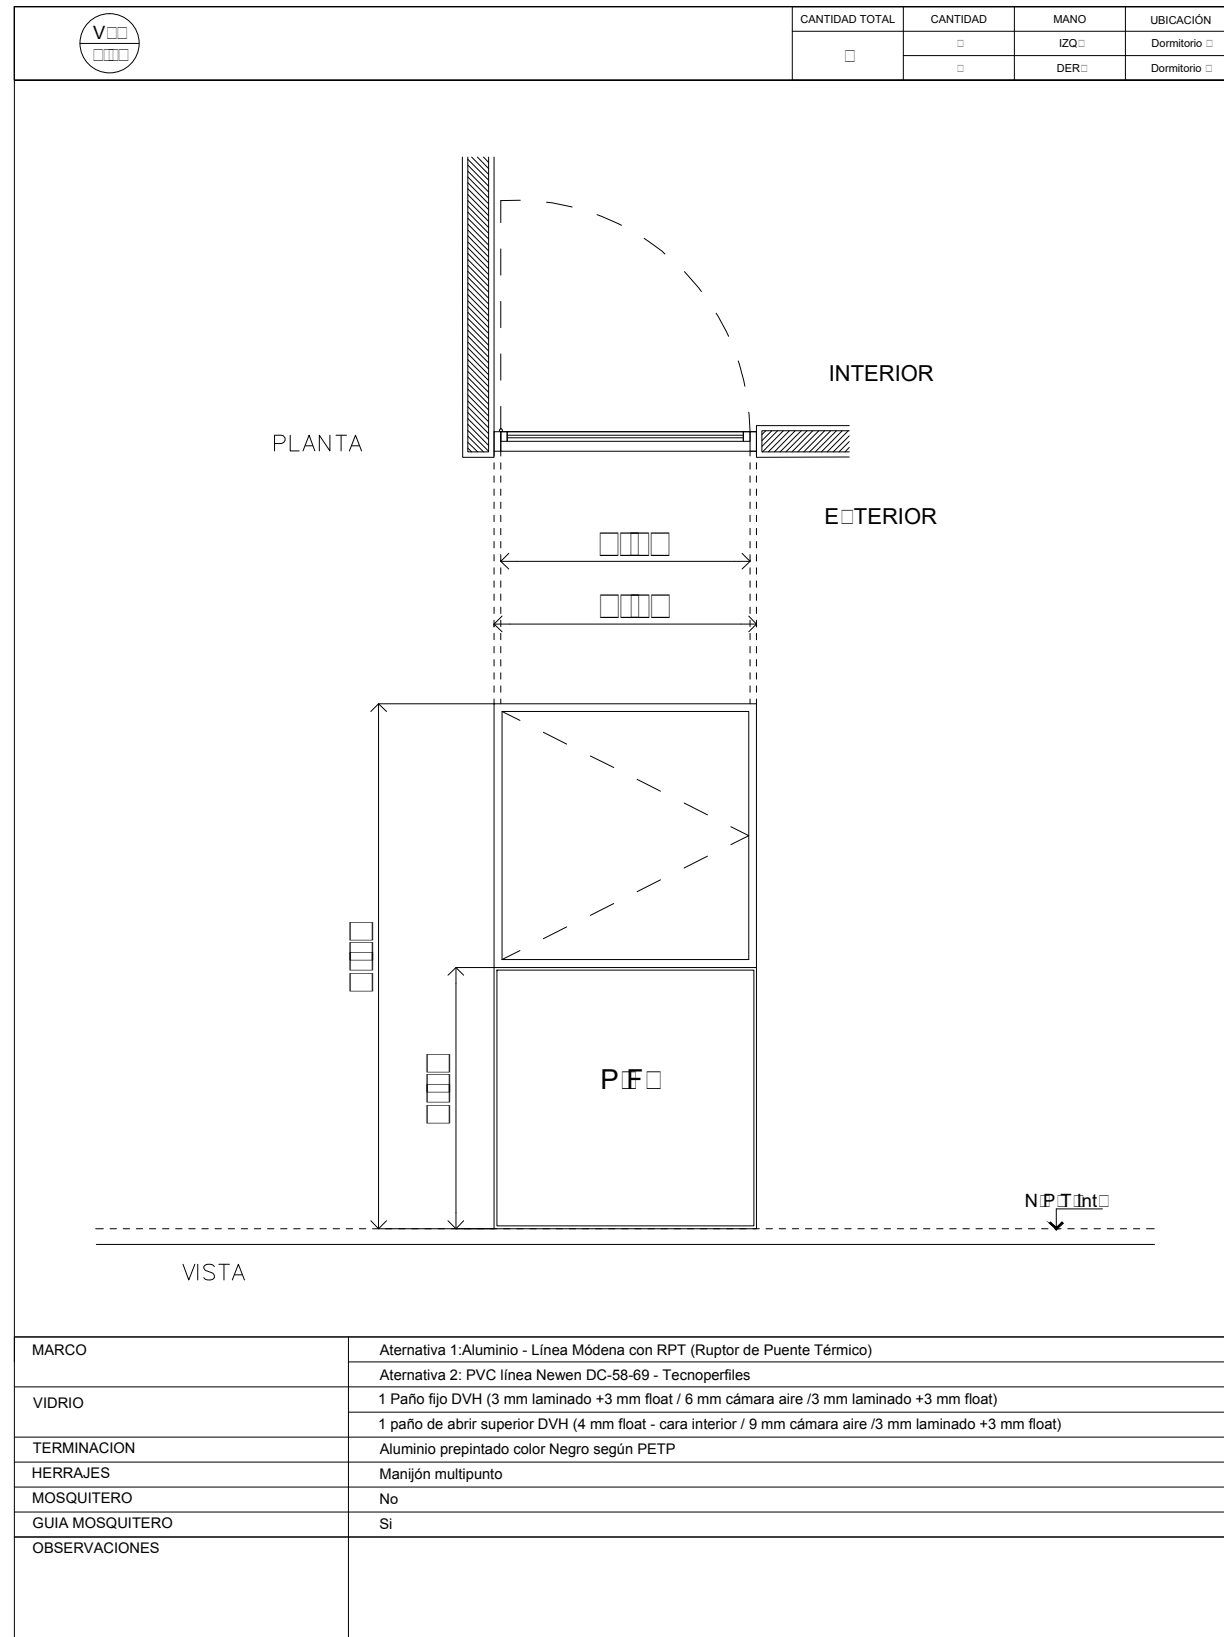 V□□
□□□□
CANTIDAD TOTAL CANTIDAD MANO UBICACIÓN
□ □ IZQ□ Dormitorio □
□ DER□ Dormitorio □
INTERIOR
PLANTA
E□TERIOR
□□□□
□□□□
□□□□
□□□□
P□F□
N□P□T□Int□
VISTA
MARCO Aternativa 1:Aluminio - Línea Módena con RPT (Ruptor de Puente Térmico)
Aternativa 2: PVC línea Newen DC-58-69 - Tecnoperfiles
VIDRIO 1 Paño fijo DVH (3 mm laminado +3 mm float / 6 mm cámara aire /3 mm laminado +3 mm float)
1 paño de abrir superior DVH (4 mm float - cara interior / 9 mm cámara aire /3 mm laminado +3 mm float)
TERMINACION Aluminio prepintado color Negro según PETP
HERRAJES Manijón multipunto
MOSQUITERO No
GUIA MOSQUITERO Si
OBSERVACIONES